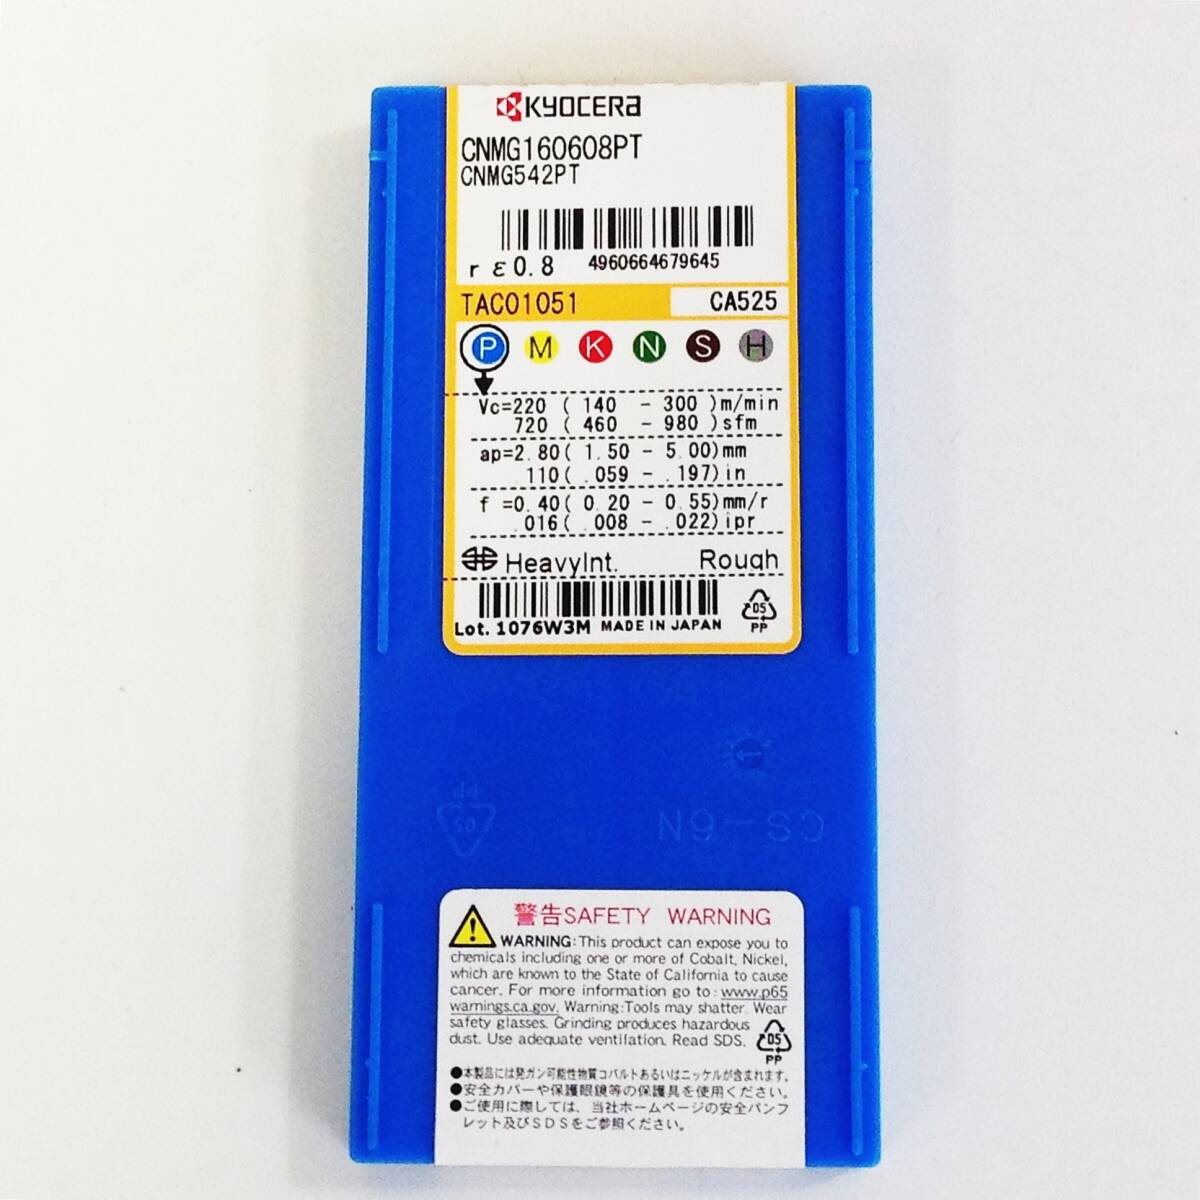 KYOCERA
CNMG160608PT
CNMG542PT
rε0.8 4960664679645
TAC01051 CA525
P M K N S H
Vc=220 ( 140 - 300 )m/min
720 ( 460 - 980 )sfm
ap=2.80( 1.50 - 5.00)mm
.110( .059 - .197)in
f =0.40( 0.20 - 0.55)mm/r
.016( .008 - .022)ipr
HeavyInt. Rough
Lot. 1076W3M MADE IN JAPAN
05
PP
CS-6N
05
PP
警告SAFETY WARNING
WARNING:This product can expose you to
chemicals including one or more of Cobalt, Nickel,
which are known to the State of California to cause
cancer. For more information go to: www.p65
warnings.ca.gov. Warning:Tools may shatter. Wear
safety glasses. Grinding produces hazardous
dust. Use adequate ventilation. Read SDS.
05
PP
●本製品には発ガン可能性物質コバルトあるいはニッケルが含まれます。
●安全カバーや保護眼鏡等の保護具を使用ください。
●ご使用に際しては、当社ホームページの安全パンフ
レット及びSDSをご参照ください。